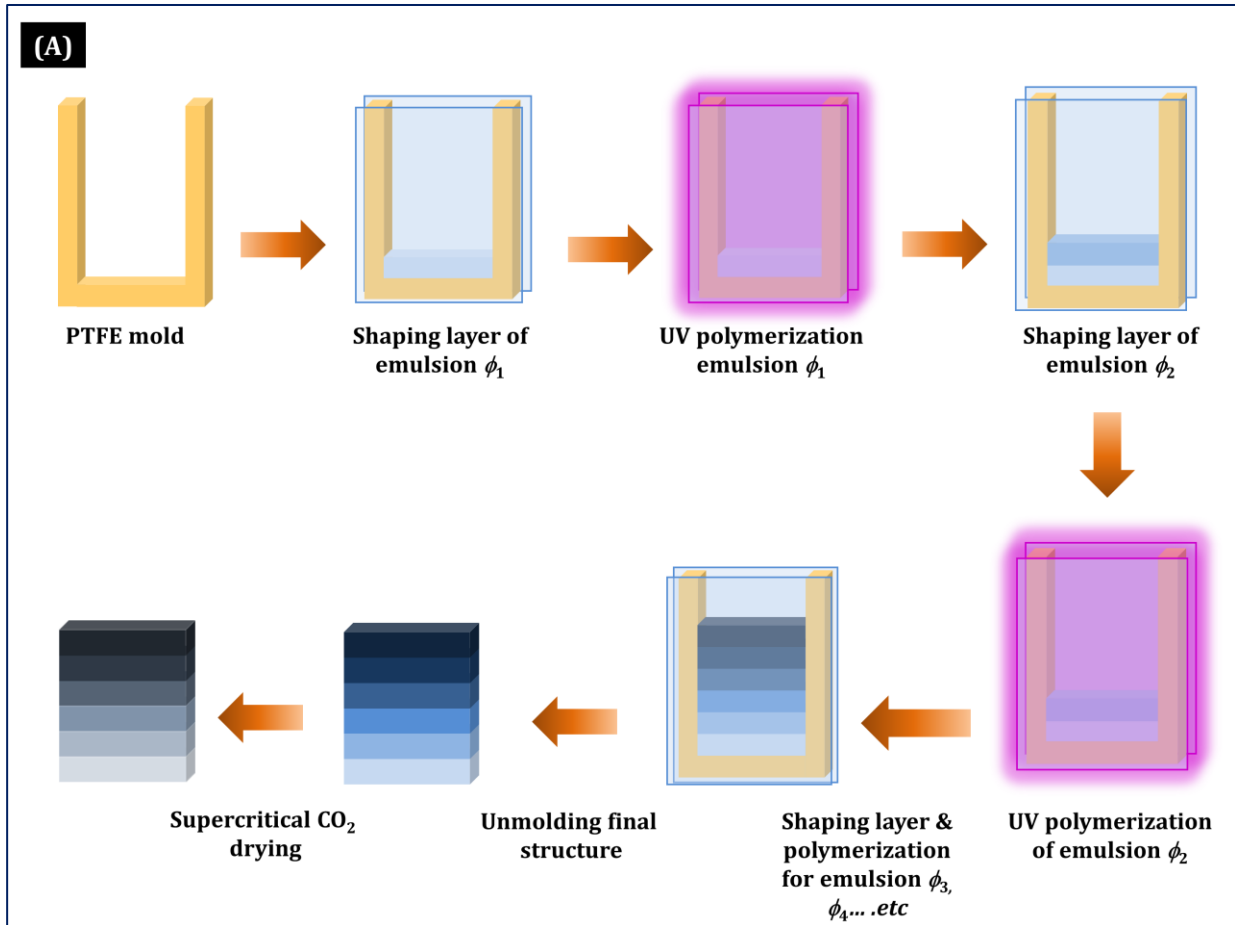 (A)
PTFE mold
Shaping layer of
emulsion ϕ₁
UV polymerization
emulsion ϕ₁
Shaping layer of
emulsion ϕ₂
Supercritical CO₂
drying
Unmolding final
structure
Shaping layer &
polymerization
for emulsion ϕ₃,
ϕ₄... .etc
UV polymerization
of emulsion ϕ₂